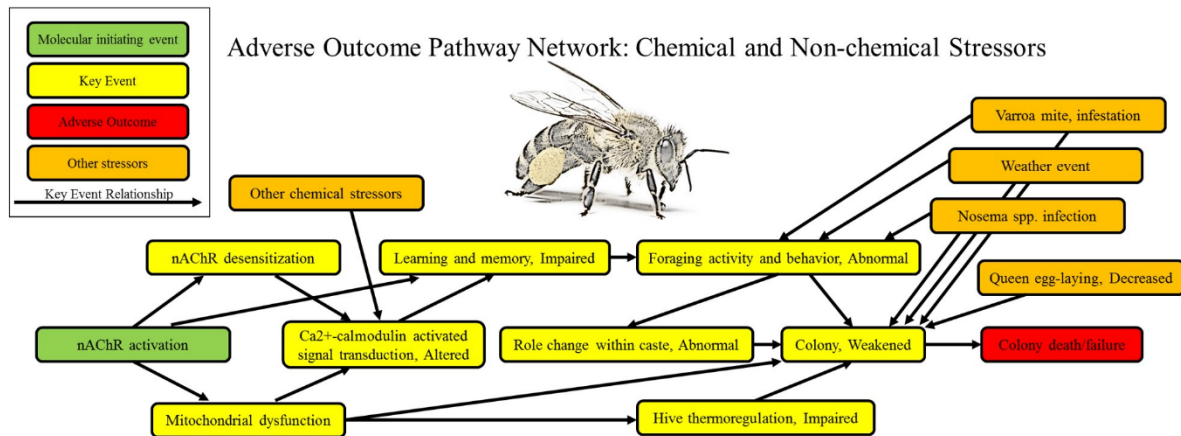 Molecular initiating event
Key Event
Adverse Outcome
Other stressors
Key Event Relationship
Adverse Outcome Pathway Network: Chemical and Non-chemical Stressors
Varroa mite, infestation
Weather event
Other chemical stressors
Nosema spp. infection
nAChR desensitization
Learning and memory, Impaired
Foraging activity and behavior, Abnormal
Queen egg-laying, Decreased
nAChR activation
Ca2+-calmodulin activated
signal transduction, Altered
Role change within caste, Abnormal
Colony, Weakened
Colony death/failure
Mitochondrial dysfunction
Hive thermoregulation, Impaired